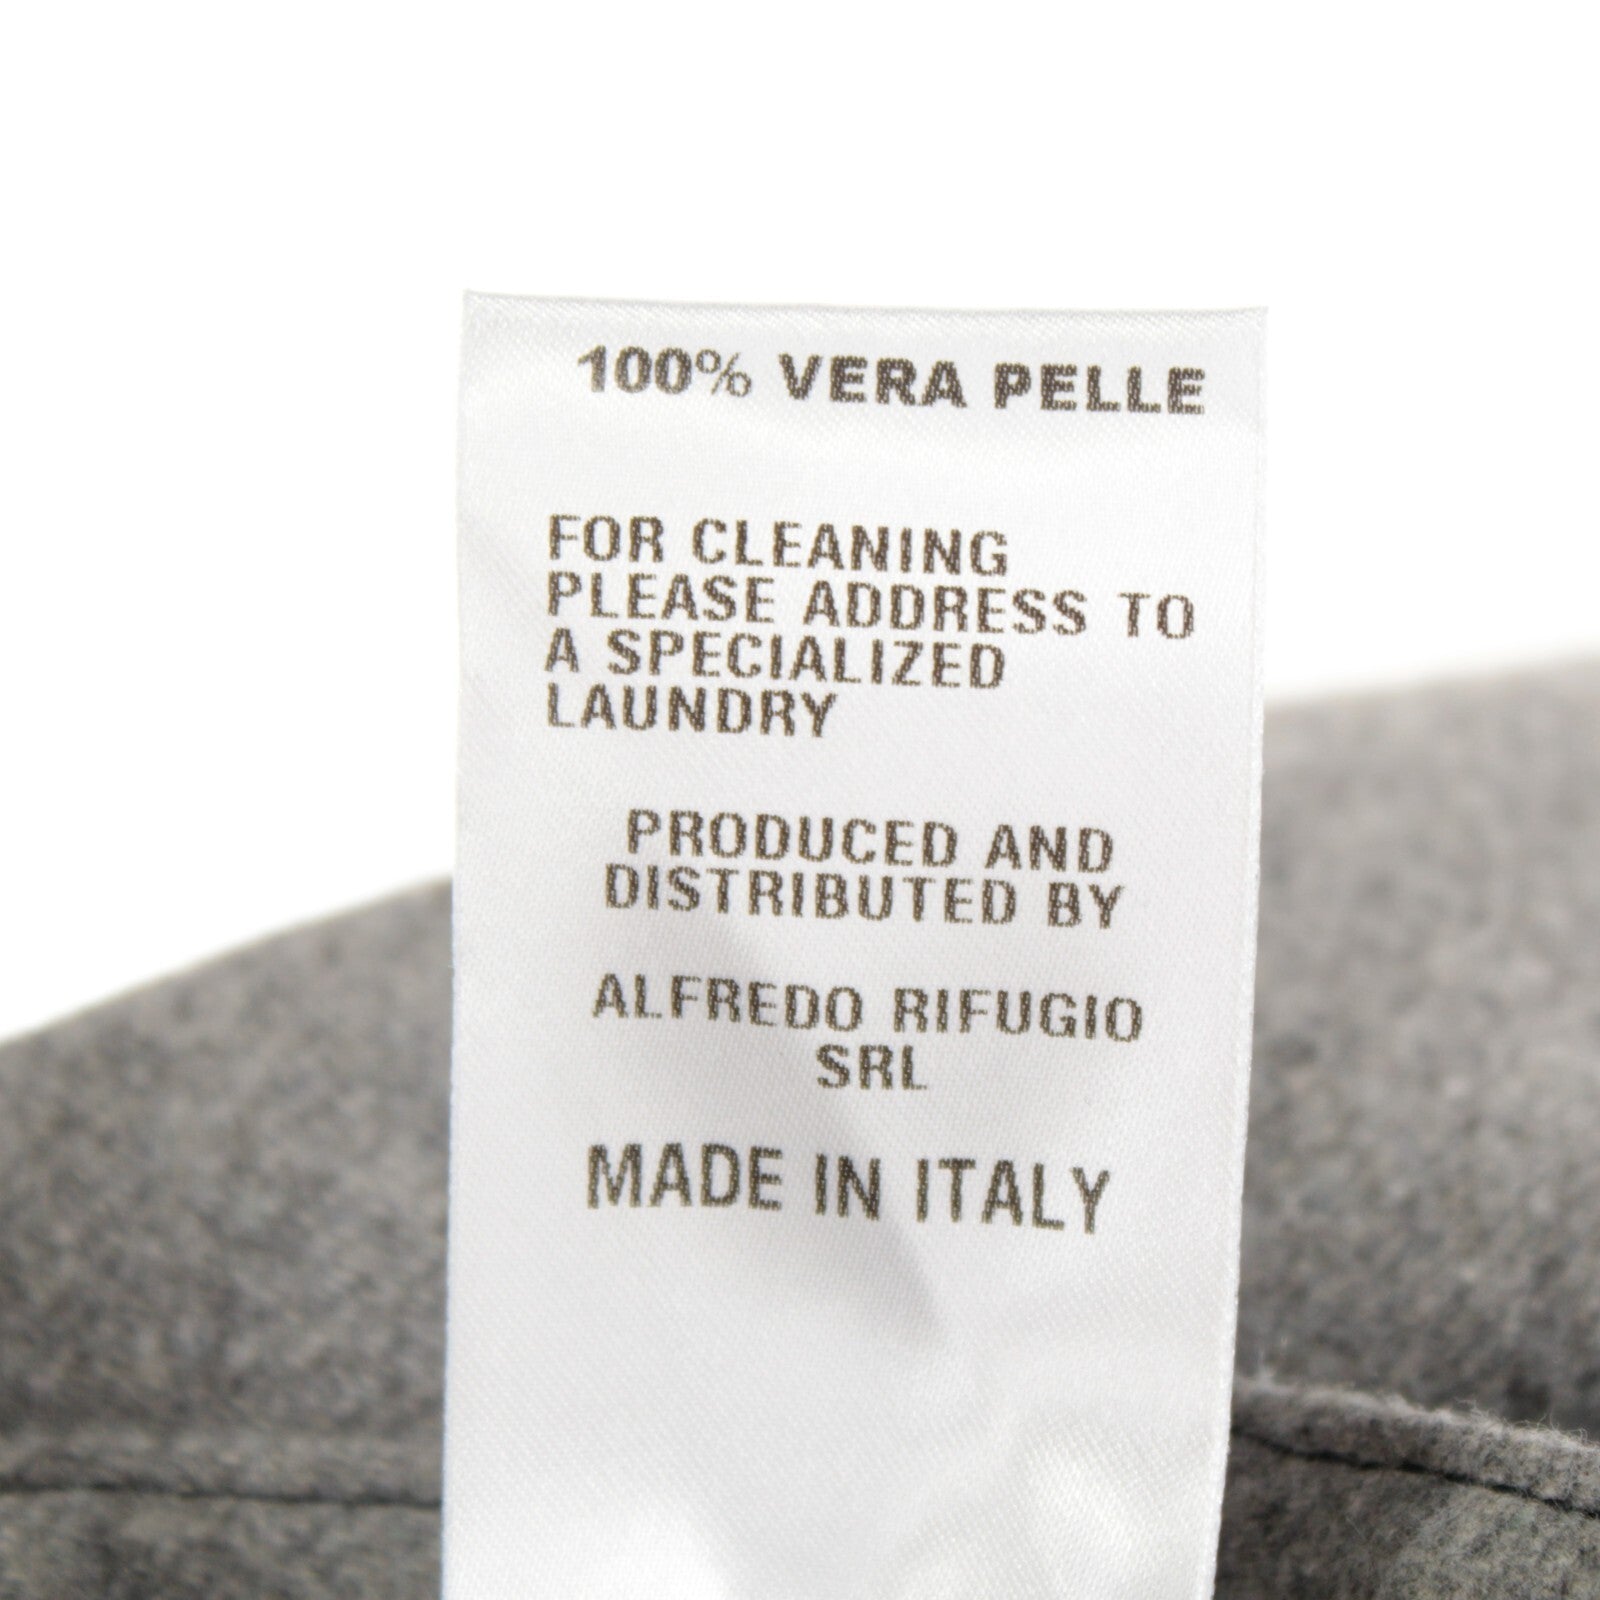 100% VERA PELLE
FOR CLEANING
PLEASE ADDRESS TO
A SPECIALIZED
LAUNDRY
PRODUCED AND
DISTRIBUTED BY
ALFREDO RIFUGIO
SRL
MADE IN ITALY